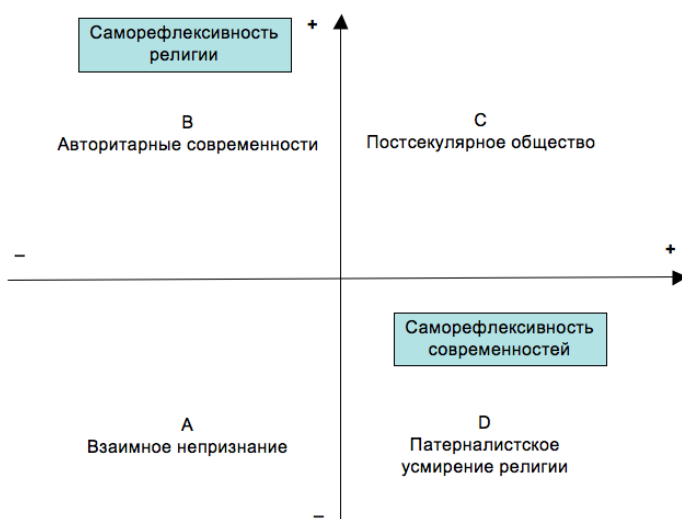 Саморефлексивность
религии
+
B
Авторитарные современности
C
Постсекулярное общество
–
+
Саморефлексивность
современностей
A
Взаимное непризнание
D
Патерналистское
усмирение религии
–